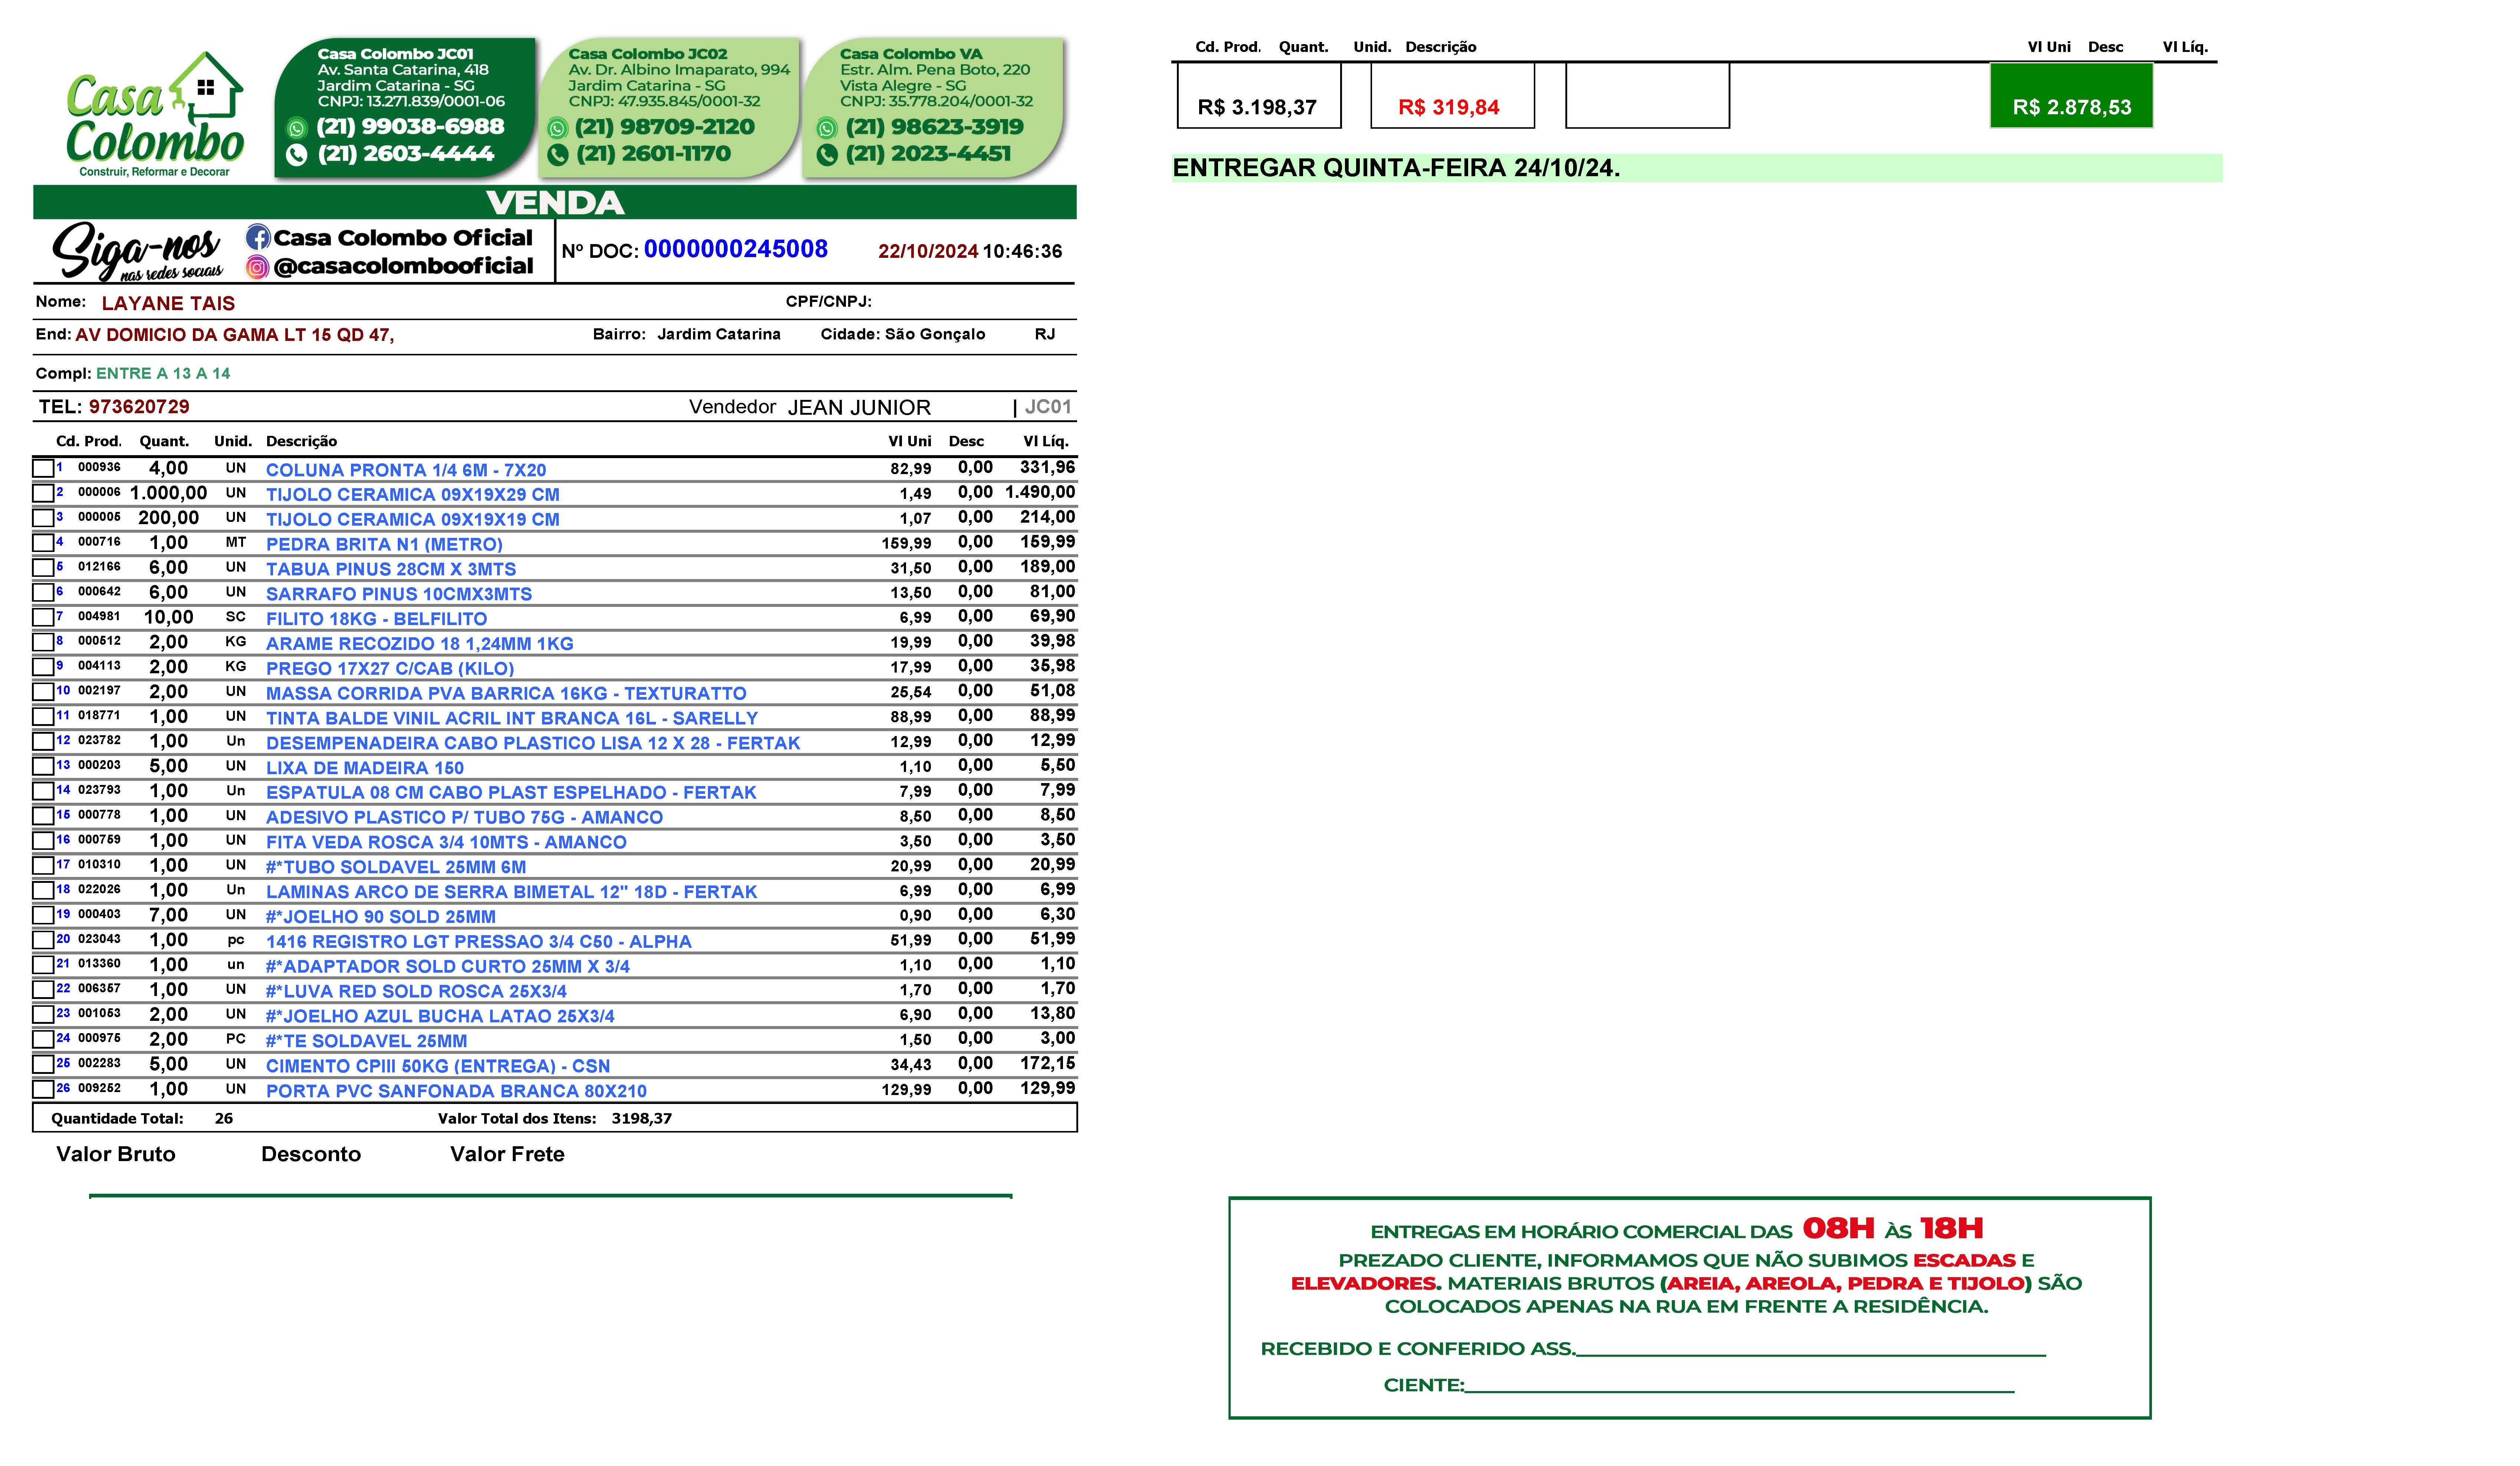 Casa
Colombo
Construir, Reformar e Decorar
Casa Colombo JC01
Av. Santa Catarina, 418
Jardim Catarina - SG
CNPJ: 13.271.839/0001-06
(21) 99038-6988
(21) 2603-4444
Casa Colombo JC02
Av. Dr. Albino Imaparato, 994
Jardim Catarina - SG
CNPJ: 47.935.845/0001-32
(21) 98709-2120
(21) 2601-1170
Casa Colombo VA
Estr. Alm. Pena Boto, 220
Vista Alegre - SG
CNPJ: 35.778.204/0001-32
(21) 98623-3919
(21) 2023-4451
VENDA
Siga-nos
nas redes sociais
Casa Colombo Oficial
@casacolombooficial
Nº DOC: 0000000245008 22/10/2024 10:46:36
Nome: LAYANE TAIS CPF/CNPJ:
End: AV DOMICIO DA GAMA LT 15 QD 47, Bairro: Jardim Catarina Cidade: São Gonçalo RJ
Compl: ENTRE A 13 A 14
TEL: 973620729 Vendedor JEAN JUNIOR | JC01
Cd. Prod. Quant. Unid. Descrição Vl Uni Desc Vl Líq.
1 000936 4,00 UN COLUNA PRONTA 1/4 6M - 7X20 82,99 0,00 331,96
2 000006 1.000,00 UN TIJOLO CERAMICA 09X19X29 CM 1,49 0,00 1.490,00
3 000005 200,00 UN TIJOLO CERAMICA 09X19X19 CM 1,07 0,00 214,00
4 000716 1,00 MT PEDRA BRITA N1 (METRO) 159,99 0,00 159,99
5 012166 6,00 UN TABUA PINUS 28CM X 3MTS 31,50 0,00 189,00
6 000642 6,00 UN SARRAFO PINUS 10CMX3MTS 13,50 0,00 81,00
7 004981 10,00 SC FILITO 18KG - BELFILITO 6,99 0,00 69,90
8 000512 2,00 KG ARAME RECOZIDO 18 1,24MM 1KG 19,99 0,00 39,98
9 004113 2,00 KG PREGO 17X27 C/CAB (KILO) 17,99 0,00 35,98
10 002197 2,00 UN MASSA CORRIDA PVA BARRICA 16KG - TEXTURATTO 25,54 0,00 51,08
11 018771 1,00 UN TINTA BALDE VINIL ACRIL INT BRANCA 16L - SARELLY 88,99 0,00 88,99
12 023782 1,00 Un DESEMPENADEIRA CABO PLASTICO LISA 12 X 28 - FERTAK 12,99 0,00 12,99
13 000203 5,00 UN LIXA DE MADEIRA 150 1,10 0,00 5,50
14 023793 1,00 Un ESPATULA 08 CM CABO PLAST ESPELHADO - FERTAK 7,99 0,00 7,99
15 000778 1,00 UN ADESIVO PLASTICO P/ TUBO 75G - AMANCO 8,50 0,00 8,50
16 000759 1,00 UN FITA VEDA ROSCA 3/4 10MTS - AMANCO 3,50 0,00 3,50
17 010310 1,00 UN #*TUBO SOLDAVEL 25MM 6M 20,99 0,00 20,99
18 022026 1,00 Un LAMINAS ARCO DE SERRA BIMETAL 12" 18D - FERTAK 6,99 0,00 6,99
19 000403 7,00 UN #*JOELHO 90 SOLD 25MM 0,90 0,00 6,30
20 023043 1,00 pc 1416 REGISTRO LGT PRESSAO 3/4 C50 - ALPHA 51,99 0,00 51,99
21 013360 1,00 un #*ADAPTADOR SOLD CURTO 25MM X 3/4 1,10 0,00 1,10
22 006357 1,00 UN #*LUVA RED SOLD ROSCA 25X3/4 1,70 0,00 1,70
23 001053 2,00 UN #*JOELHO AZUL BUCHA LATAO 25X3/4 6,90 0,00 13,80
24 000975 2,00 PC #*TE SOLDAVEL 25MM 1,50 0,00 3,00
25 002283 5,00 UN CIMENTO CPIII 50KG (ENTREGA) - CSN 34,43 0,00 172,15
26 009252 1,00 UN PORTA PVC SANFONADA BRANCA 80X210 129,99 0,00 129,99
Quantidade Total: 26 Valor Total dos Itens: 3198,37
Valor Bruto Desconto Valor Frete
Cd. Prod. Quant. Unid. Descrição Vl Uni Desc Vl Líq.
R$ 3.198,37 R$ 319,84 R$ 2.878,53
ENTREGAR QUINTA-FEIRA 24/10/24.
ENTREGAS EM HORÁRIO COMERCIAL DAS 08H ÀS 18H
PREZADO CLIENTE, INFORMAMOS QUE NÃO SUBIMOS ESCADAS E
ELEVADORES. MATERIAIS BRUTOS (AREIA, AREOLA, PEDRA E TIJOLO) SÃO
COLOCADOS APENAS NA RUA EM FRENTE A RESIDÊNCIA.
RECEBIDO E CONFERIDO ASS.
CIENTE: